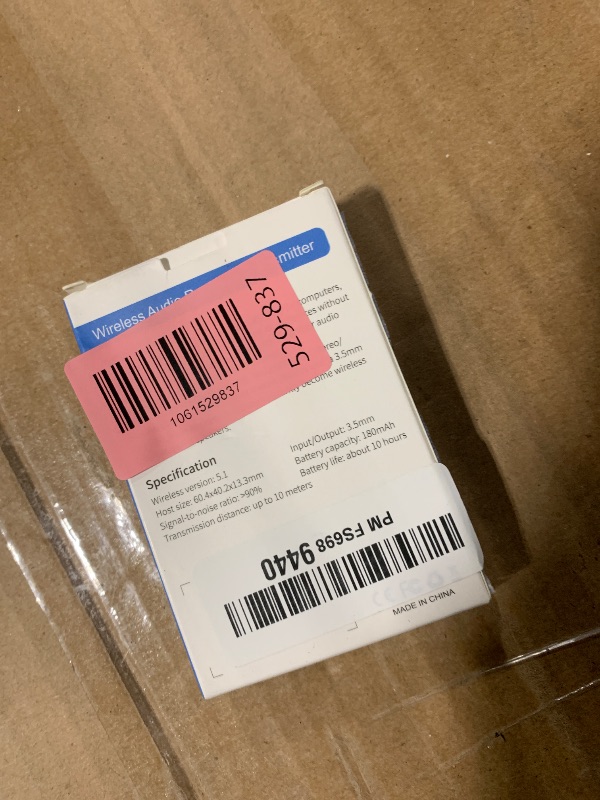 Wireless Audio
mitter
computers,
without
audio
3.5mm
become wireless
529-837
1061529837
speakers.
Specification
Wireless version: 5.1
Host size: 60.4x40.2x13.3mm
Signal-to-noise ratio: >90%
Transmission distance: up to 10 meters
Input/Output: 3.5mm
Battery capacity: 180mAh
Battery life: about 10 hours
PM FS698 9440
MADE IN CHINA